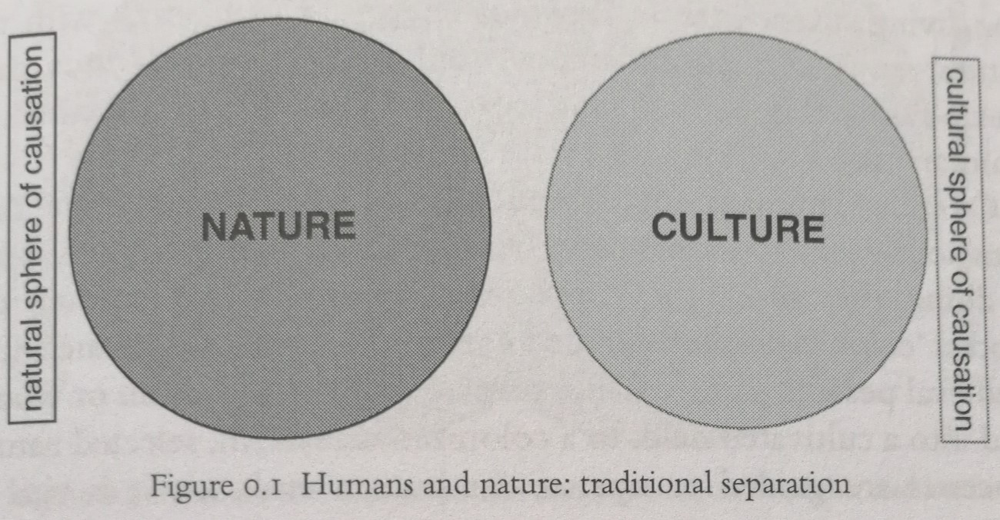 natural sphere of causation
NATURE
CULTURE
cultural sphere of causation
Figure 0.1 Humans and nature: traditional separation